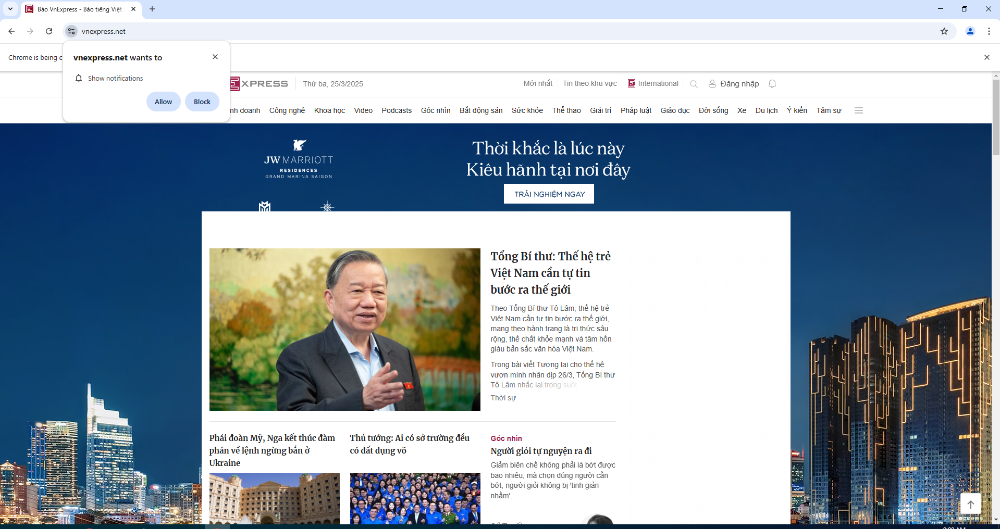 Báo VnExpress - Báo tiếng Việt
vnexpress.net
Chrome is being
vnexpress.net wants to
Show notifications
Allow
Block
EXPRESS
Thứ ba, 25/3/2025
Mới nhất
Tin theo khu vực
E International
Đăng nhập
nh doanh
Công nghệ
Khoa học
Video
Podcasts
Góc nhìn
Bất động sản
Sức khỏe
Thể thao
Giải trí
Pháp luật
Giáo dục
Đời sống
Xe
Du lịch
Ý kiến
Tâm sự
JW MARRIOTT
RESIDENCES
GRAND MARINA SAIGON
Thời khắc là lúc này
Kiêu hãnh tại nơi đây
TRẢI NGHIỆM NGAY
Tổng Bí thư: Thế hệ trẻ
Việt Nam cần tự tin
bước ra thế giới
Theo Tổng Bí thư Tô Lâm, thế hệ trẻ
Việt Nam cần tự tin bước ra thế giới,
mang theo hành trang là tri thức sâu
rộng, thể chất khỏe mạnh và tâm hồn
giàu bản sắc văn hóa Việt Nam.
Trong bài viết Tương lai cho thế hệ
vươn mình nhân dịp 26/3, Tổng Bí thư
Tô Lâm nhắc lại trong suốt
Thời sự
Phái đoàn Mỹ, Nga kết thúc đàm
phán về lệnh ngừng bắn ở
Ukraine
Thủ tướng: Ai có sở trường đều
có đất dụng võ
Góc nhìn
Người giỏi tự nguyện ra đi
Giảm biên chế không phải là bớt được
bao nhiêu, mà chọn đúng người cần
bớt, người giỏi không bị 'tinh giản
nhầm'.